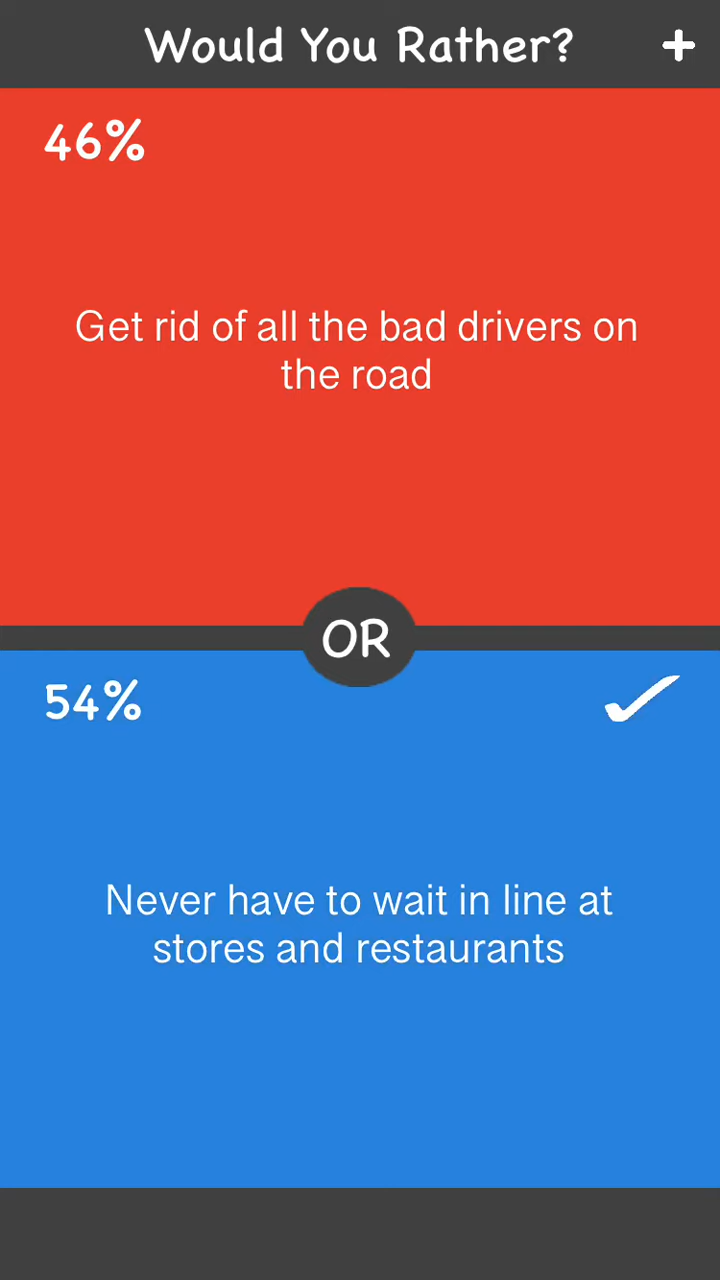 Would You Rather? +
46%
Get rid of all the bad drivers on
the road
OR
54%
Never have to wait in line at
stores and restaurants